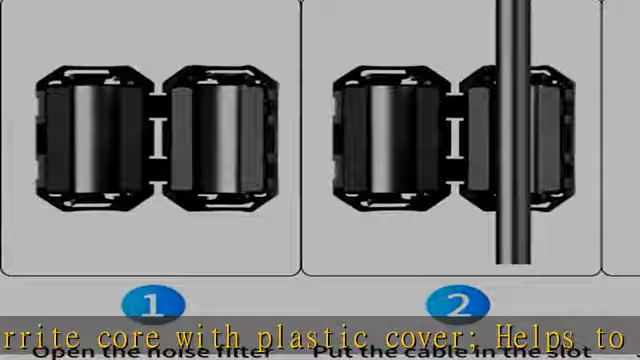 1
2
rrite core with plastic cover; Helps to
Open the noise filter
Put the cable in the slot